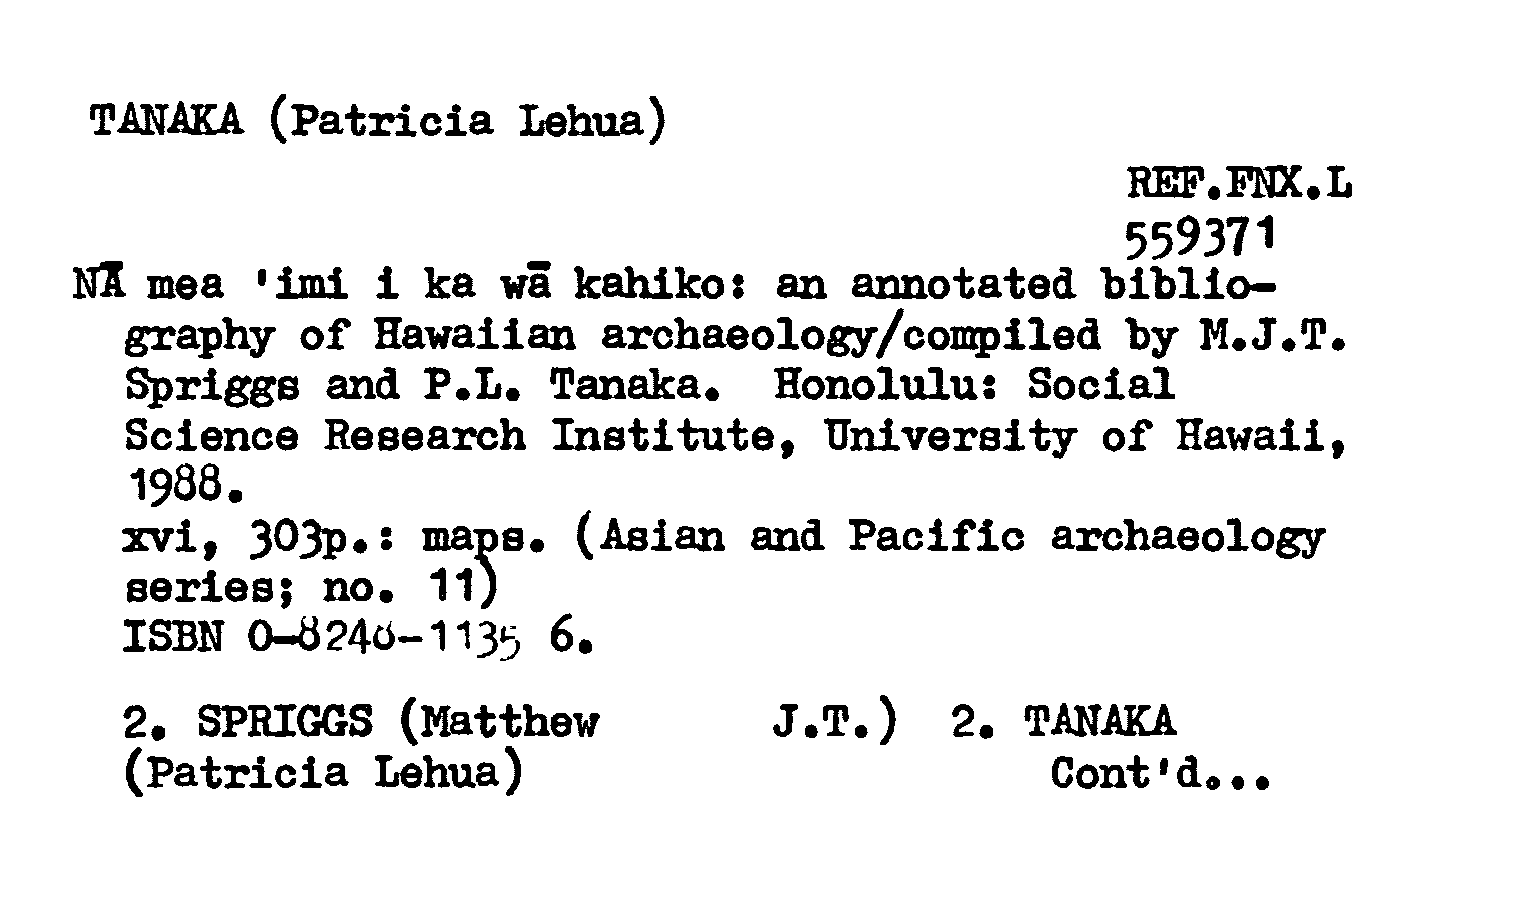 TANAKA (Patricia Lehua)
REF.FNX.L
559371
NĀ mea 'imi i ka wā kahiko: an annotated biblio-
graphy of Hawaiian archaeology/compiled by M.J.T.
Spriggs and P.L. Tanaka. Honolulu: Social
Science Research Institute, University of Hawaii,
1988.
xvi, 303p.: maps. (Asian and Pacific archaeology
series; no. 11)
ISBN 0-8248-1135 6.
2. SPRIGGS (Matthew J.T.) 2. TANAKA
(Patricia Lehua) Cont'd...